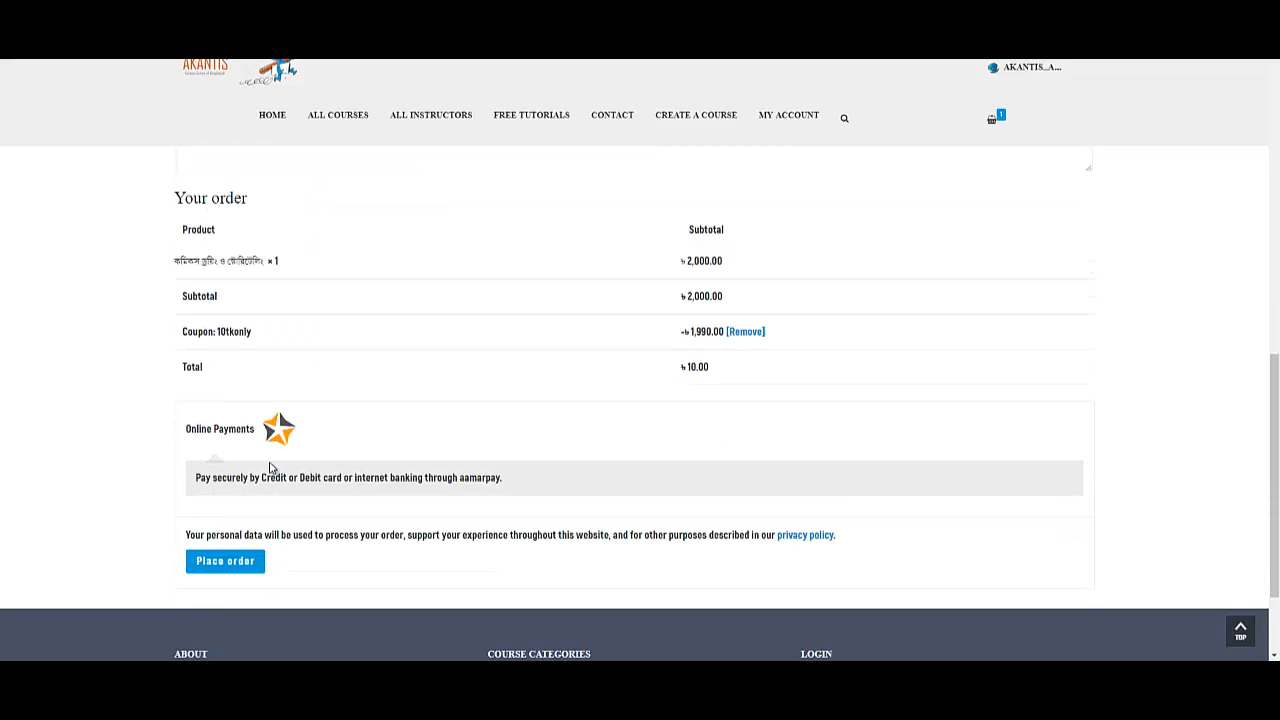 AKANTIS
AKANTIS_A...
HOME ALL COURSES ALL INSTRUCTORS FREE TUTORIALS CONTACT CREATE A COURSE MY ACCOUNT 1
Your order
Product Subtotal
কমিকস ড্রয়িং ও স্টোরিটেলিং × 1 ৳ 2,000.00
Subtotal ৳ 2,000.00
Coupon: 10tkonly -৳ 1,990.00 [Remove]
Total ৳ 10.00
Online Payments
Pay securely by Credit or Debit card or internet banking through aamarpay.
Your personal data will be used to process your order, support your experience throughout this website, and for other purposes described in our privacy policy.
Place order
TOP
ABOUT COURSE CATEGORIES LOGIN